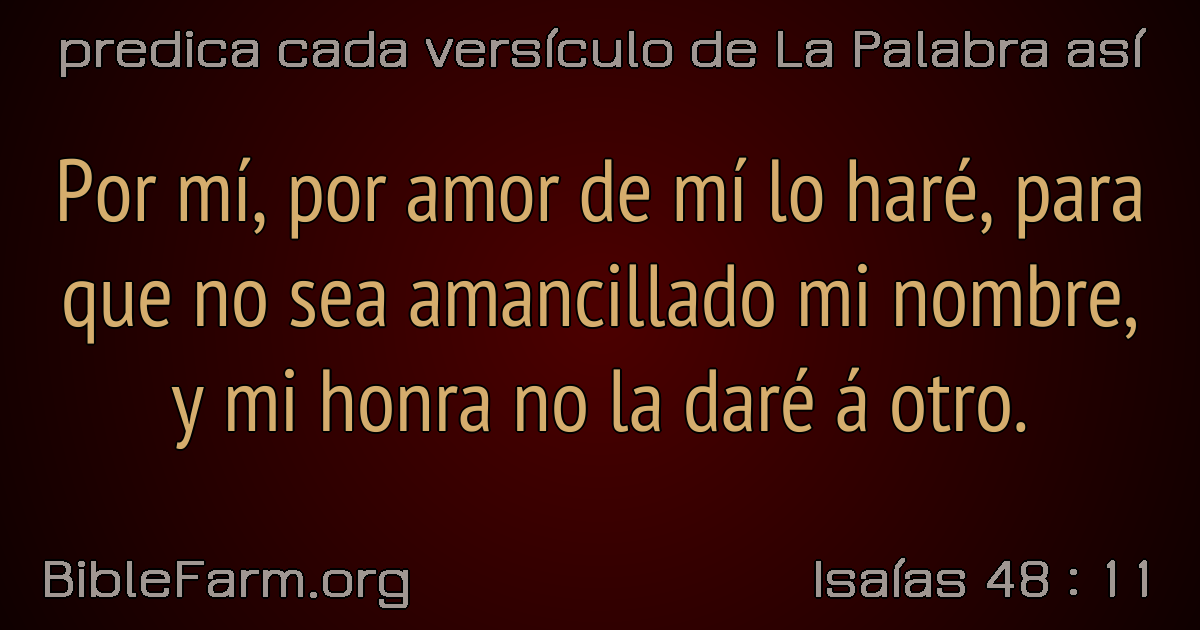 predica cada versículo de La Palabra así
Por mí, por amor de mí lo haré, para
que no sea amancillado mi nombre,
y mi honra no la daré á otro.
BibleFarm.org
Isaías 48 : 11